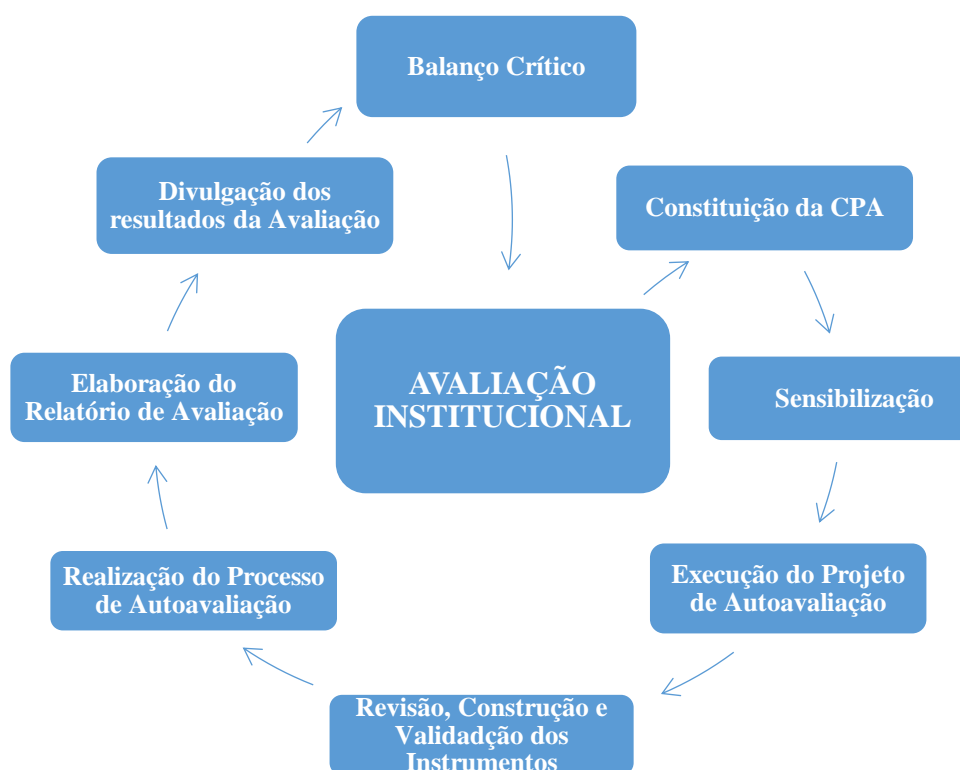 Balanço Crítico
Divulgação dos
resultados da Avaliação
Constituição da CPA
AVALIAÇÃO
INSTITUCIONAL
Elaboração do
Relatório de Avaliação
Sensibilização
Realização do Processo
de Autoavaliação
Execução do Projeto
de Autoavaliação
Revisão, Construção e
Validadção dos
Instrumentos